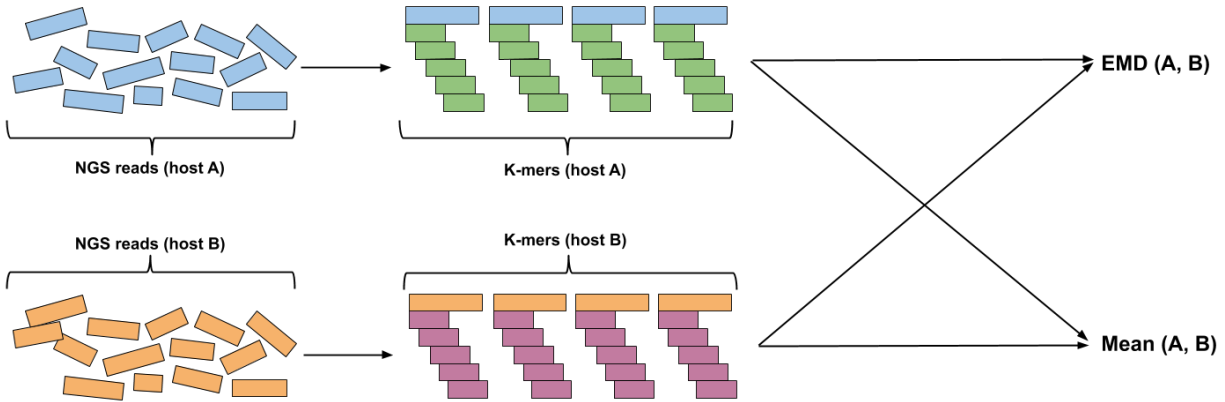 NGS reads (host A)
K-mers (host A)
EMD (A, B)
NGS reads (host B)
K-mers (host B)
Mean (A, B)